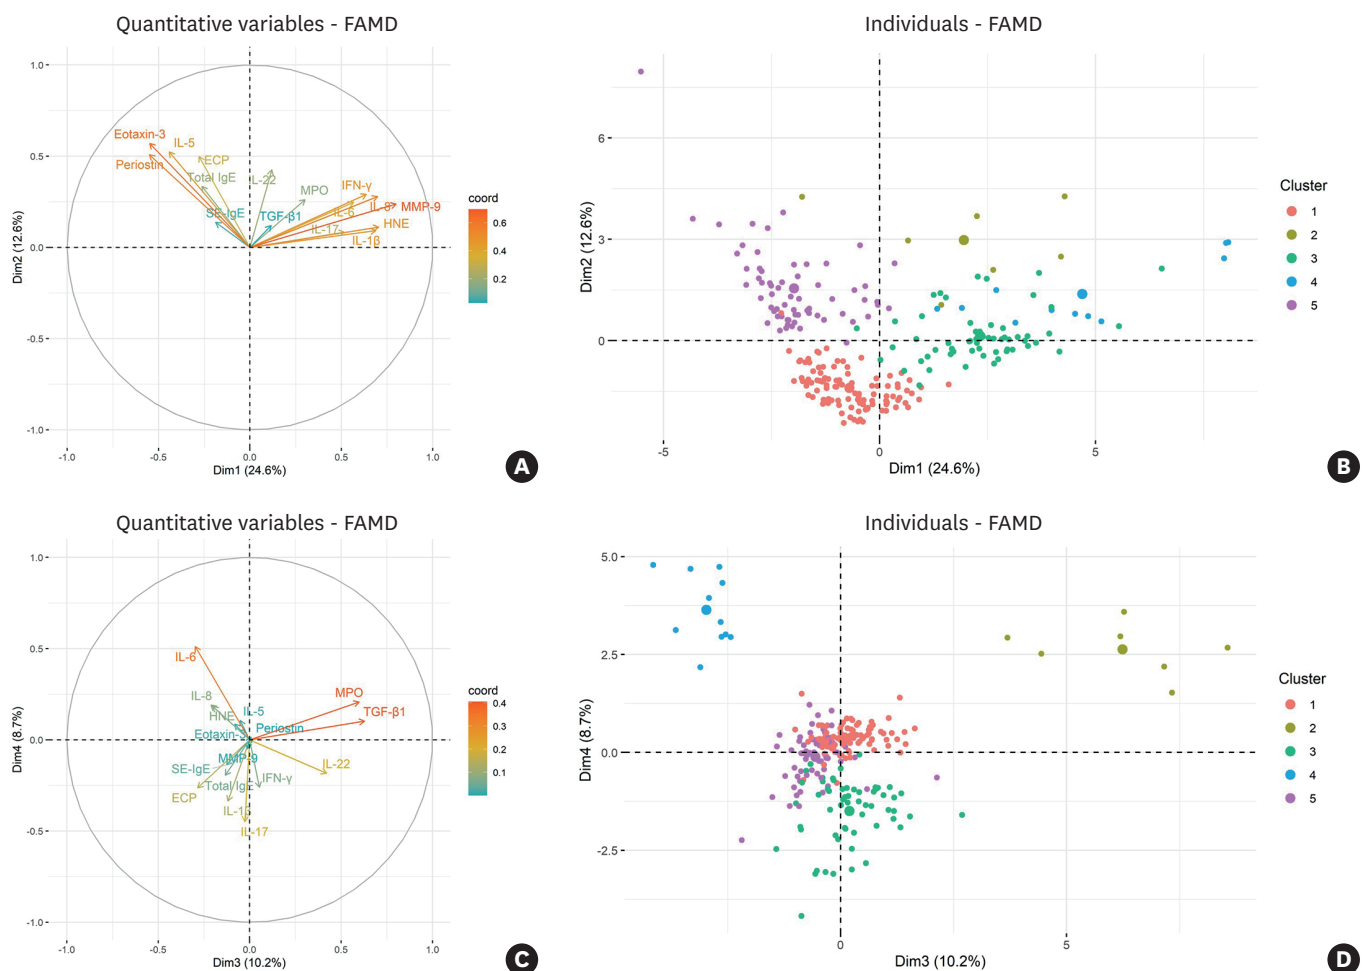 Quantitative variables - FAMD
1.0
0.5
0.0
-0.5
-1.0
Dim2 (12.6%)
Eotaxin-3
IL-5
Periostin
ECP
Total IgE
IL-22
SE-IgE
TGF-β1
MPO
IFN-γ
IL-6
IL-8
MMP-9
IL-17
HNE
IL-1β
-1.0
-0.5
0.0
0.5
1.0
Dim1 (24.6%)
coord
0.6
0.4
0.2
A
Individuals - FAMD
6
3
0
Dim2 (12.6%)
-5
0
5
Dim1 (24.6%)
Cluster
1
2
3
4
5
B
Quantitative variables - FAMD
1.0
0.5
0.0
-0.5
-1.0
Dim4 (8.7%)
IL-6
IL-8
HNE
IL-5
Periostin
MPO
TGF-β1
MMP-9
SE-IgE
IL-22
IFN-γ
ECP
IL-17
-1.0
-0.5
0.0
0.5
1.0
Dim3 (10.2%)
coord
0.4
0.3
0.2
0.1
C
Individuals - FAMD
5.0
2.5
0.0
-2.5
Dim4 (8.7%)
0
5
Dim3 (10.2%)
Cluster
1
2
3
4
5
D